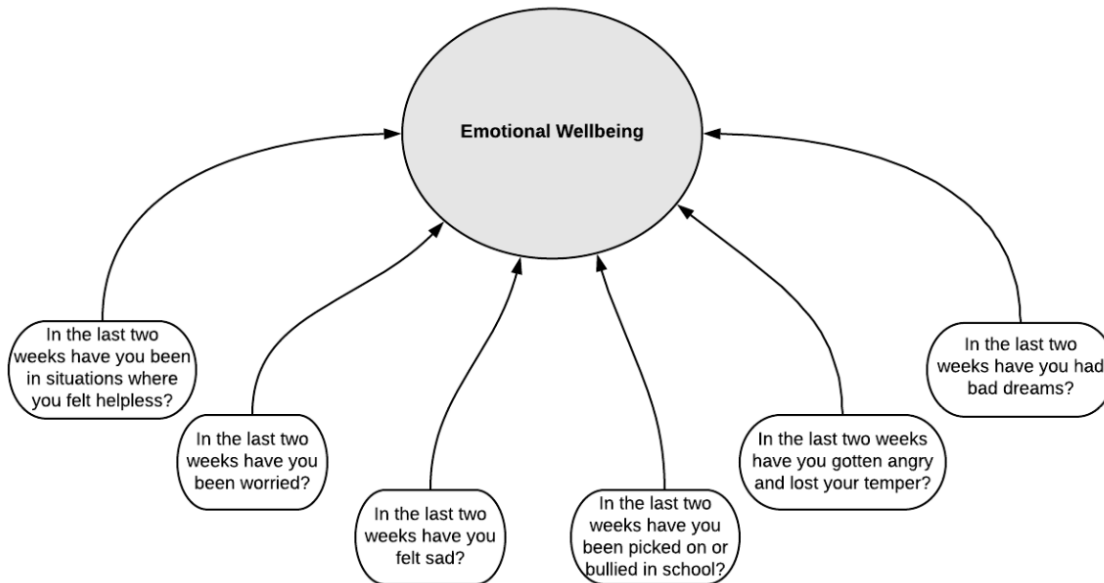 Emotional Wellbeing
In the last two
weeks have you been
in situations where
you felt helpless?
In the last two
weeks have you
been worried?
In the last two
weeks have you
felt sad?
In the last two
weeks have you
been picked on or
bullied in school?
In the last two weeks
have you gotten angry
and lost your temper?
In the last two
weeks have you had
bad dreams?